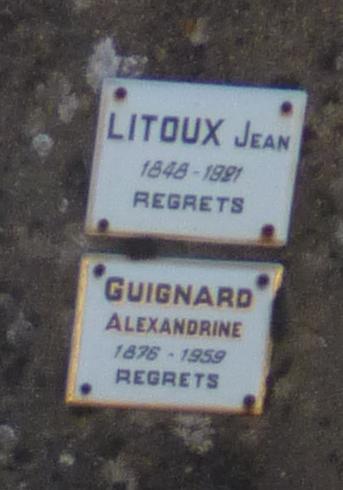 LITOUX JEAN
1848-1921
REGRETS
GUIGNARD
ALEXANDRINE
1876-1959
REGRETS